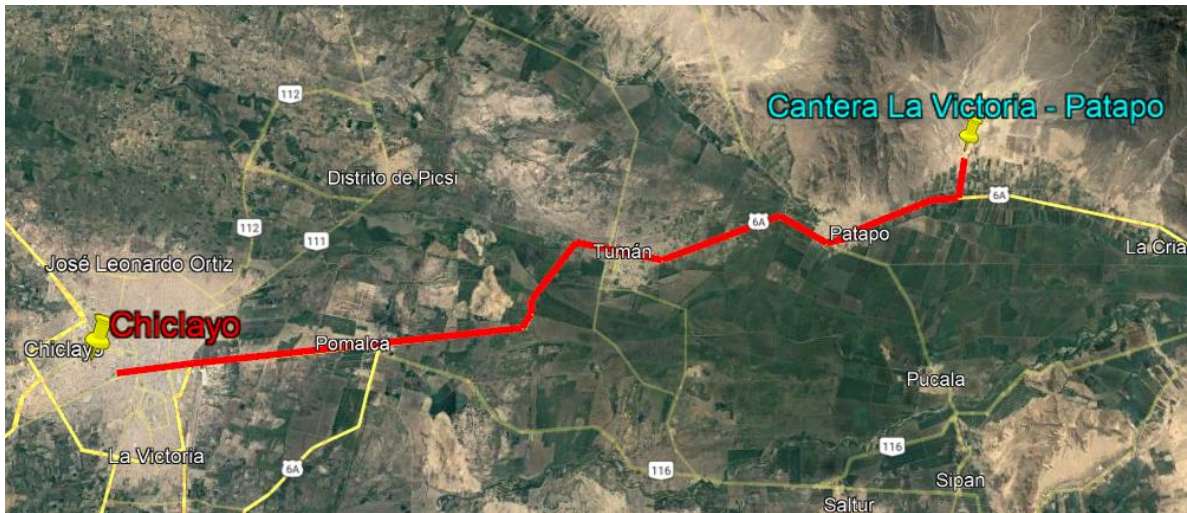 112
Cantera La Victoria - Patapo
Distrito de Picsi
6A
112
111
6A
Patapo
La Cria
Tumán
José Leonardo Ortiz
Chiclayo
Chiclayo
Pomalca
Pucala
La Victoria
6A
116
116
Sipán
Saltur